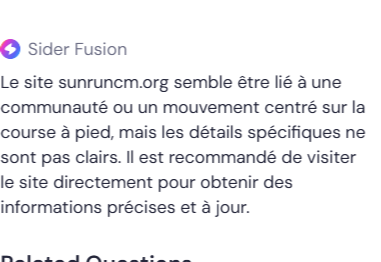 Sider Fusion
Le site sunruncm.org semble être lié à une
communauté ou un mouvement centré sur la
course à pied, mais les détails spécifiques ne
sont pas clairs. Il est recommandé de visiter
le site directement pour obtenir des
informations précises et à jour.
Related Questions